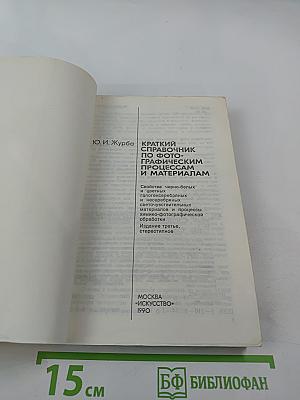 Ю. И. Журба
КРАТКИЙ
СПРАВОЧНИК
ПО ФОТО-
ГРАФИЧЕСКИМ
ПРОЦЕССАМ
И МАТЕРИАЛАМ
Свойства черно-белых
и цветных
галогеносеребряных
и несеребряных
светочувствительных
материалов и процессы
химико-фотографической
обработки
Издание третье,
стереотипное
МОСКВА
«ИСКУССТВО»
1990
15 см
БФ БИБЛИОФАН